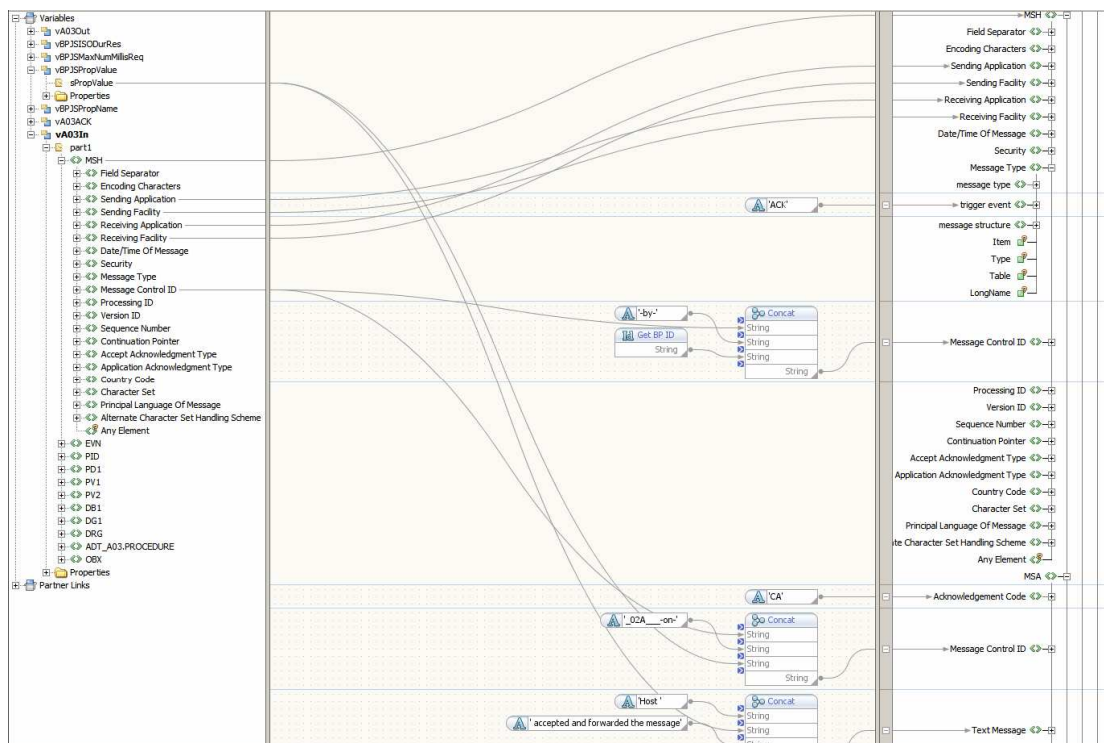 Variables
vA03Out
vBPJSISODurRes
vBPJSMaxNumMillisReq
vBPJSPropValue
sPropValue
Properties
vBPJSPropName
vA03ACK
vA03In
part1
MSH
Field Separator
Encoding Characters
Sending Application
Sending Facility
Receiving Application
Receiving Facility
Date/Time Of Message
Security
Message Type
Message Control ID
Processing ID
Version ID
Sequence Number
Continuation Pointer
Accept Acknowledgment Type
Application Acknowledgment Type
Country Code
Character Set
Principal Language Of Message
Alternate Character Set Handling Scheme
Any Element
EVN
PID
PD1
PV1
PV2
DB1
DG1
DRG
ADT_A03.PROCEDURE
OBX
Properties
Partner Links
'ACK'
'-by-'
Get BP ID
String
Concat
String
String
String
String
'CA'
'_02A___-on-'
Concat
String
String
String
String
'Host '
' accepted and forwarded the message'
Concat
String
String
MSH
Field Separator
Encoding Characters
Sending Application
Sending Facility
Receiving Application
Receiving Facility
Date/Time Of Message
Security
Message Type
message type
trigger event
message structure
Item
Type
Table
LongName
Message Control ID
Processing ID
Version ID
Sequence Number
Continuation Pointer
Accept Acknowledgment Type
Application Acknowledgment Type
Country Code
Character Set
Principal Language Of Message
te Character Set Handling Scheme
Any Element
MSA
Acknowledgement Code
Message Control ID
Text Message